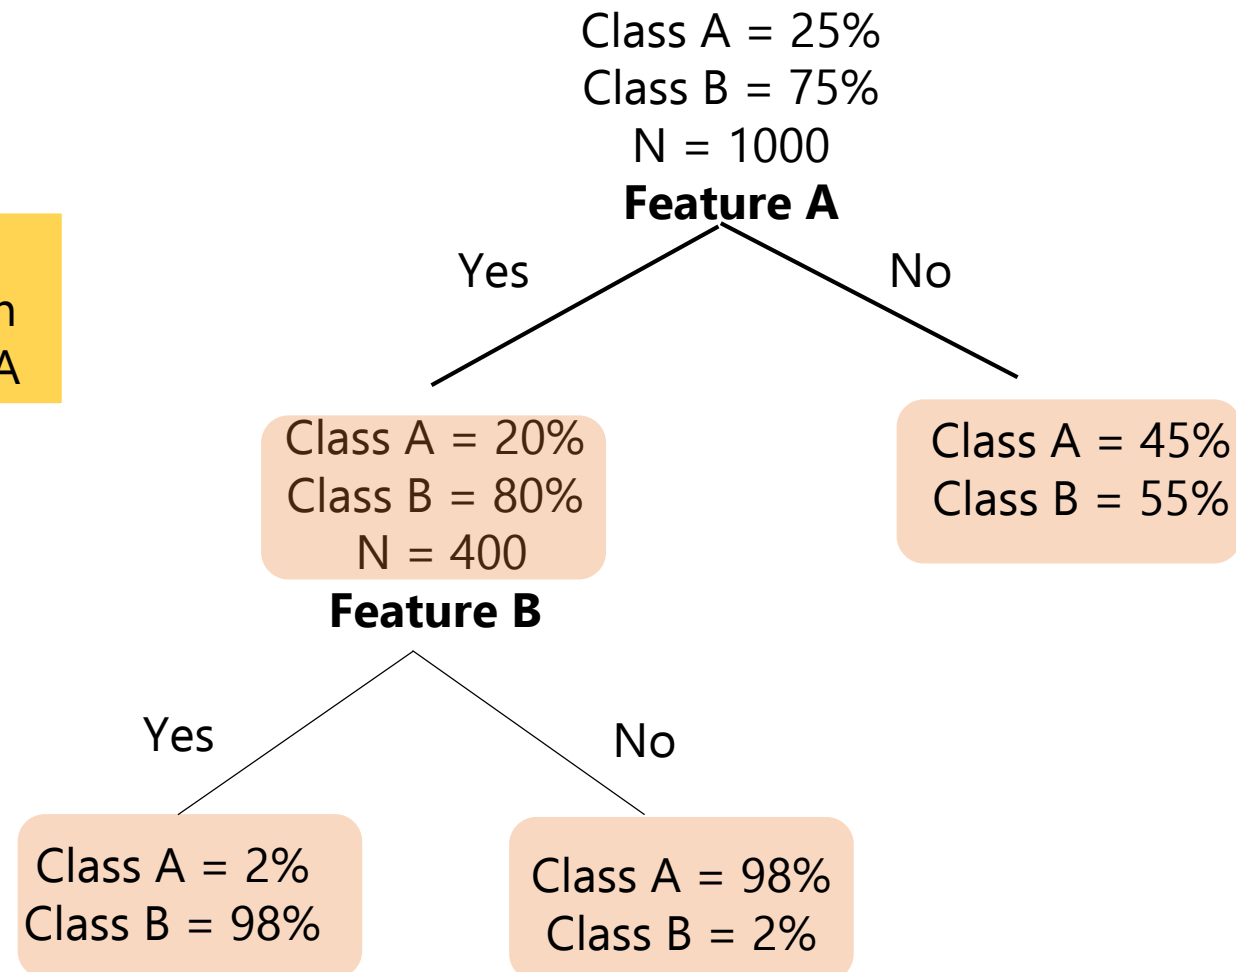 Class A = 25%
Class B = 75%
N = 1000
Feature A
Yes
No
n
A
Class A = 20%
Class B = 80%
N = 400
Feature B
Class A = 45%
Class B = 55%
Yes
No
Class A = 2%
Class B = 98%
Class A = 98%
Class B = 2%